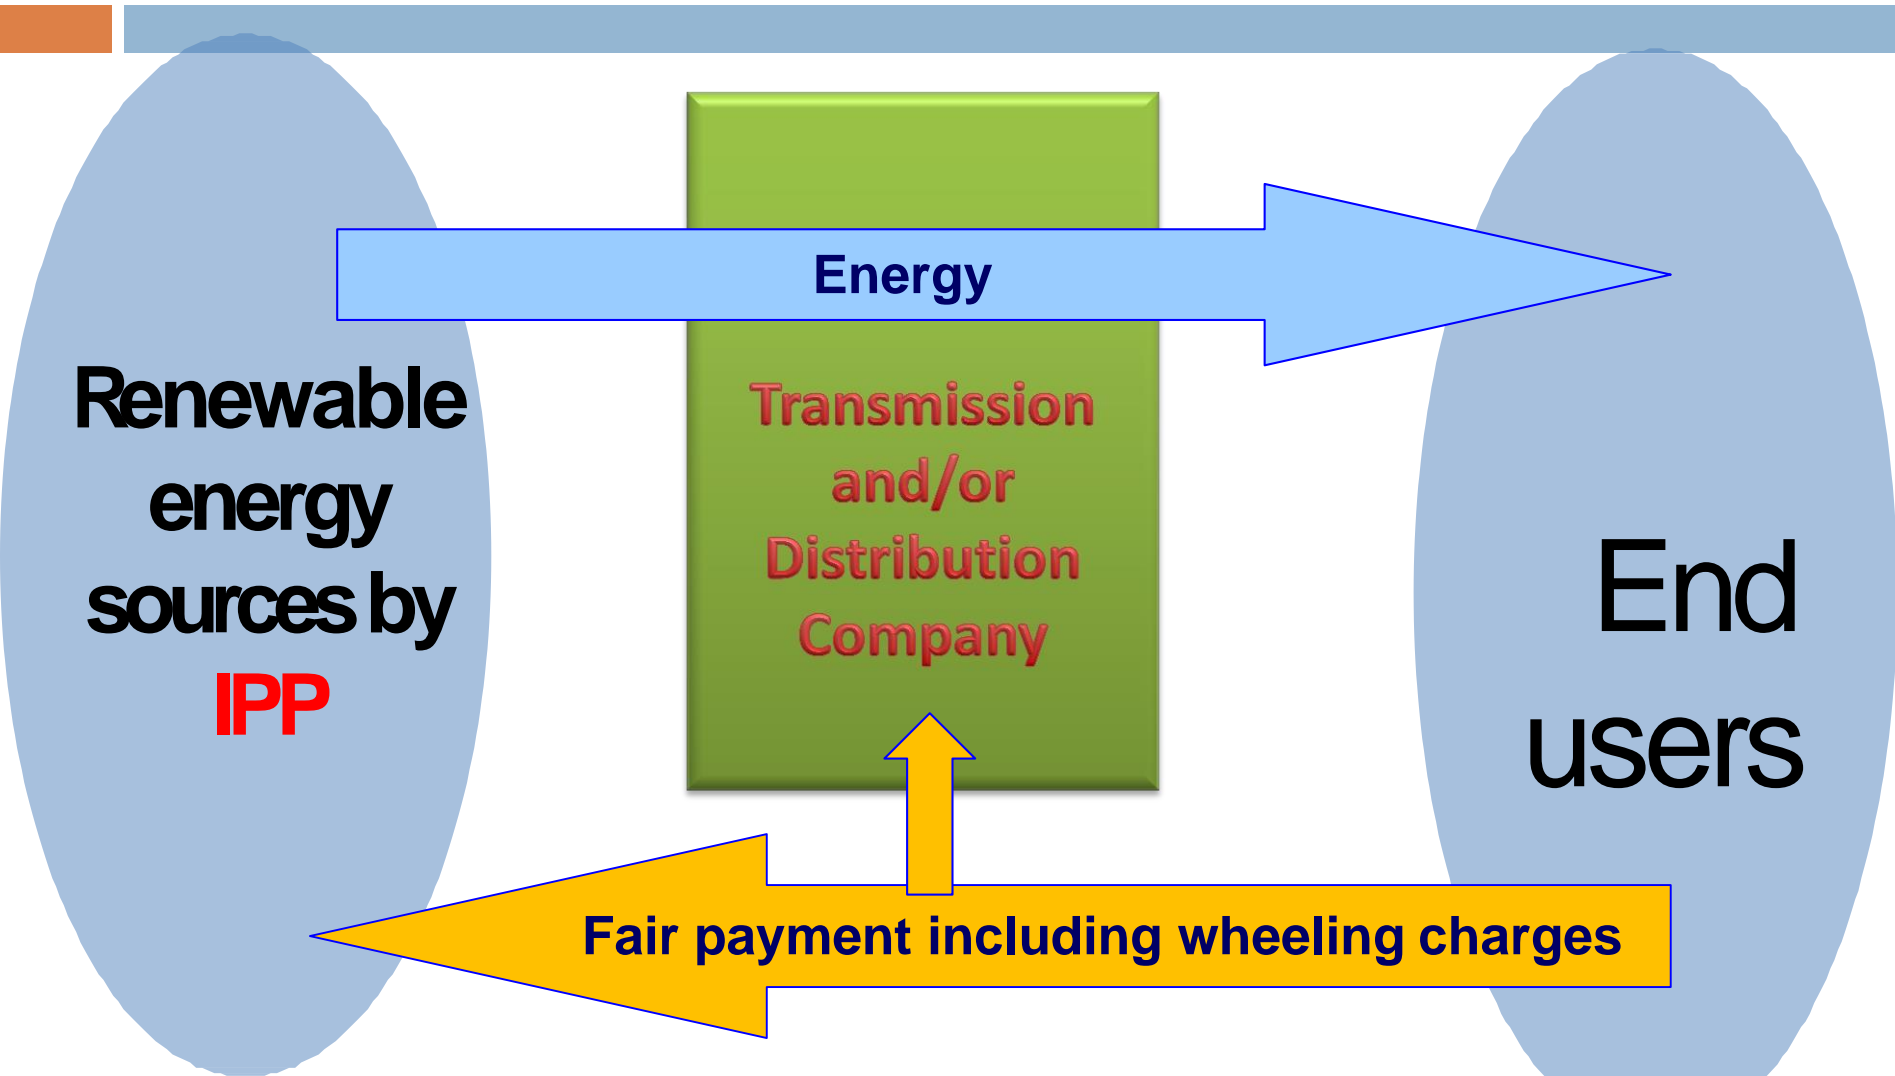 Energy
Renewable
energy
sources by
IPP
Transmission
and/or
Distribution
Company
End
users
Fair payment including wheeling charges